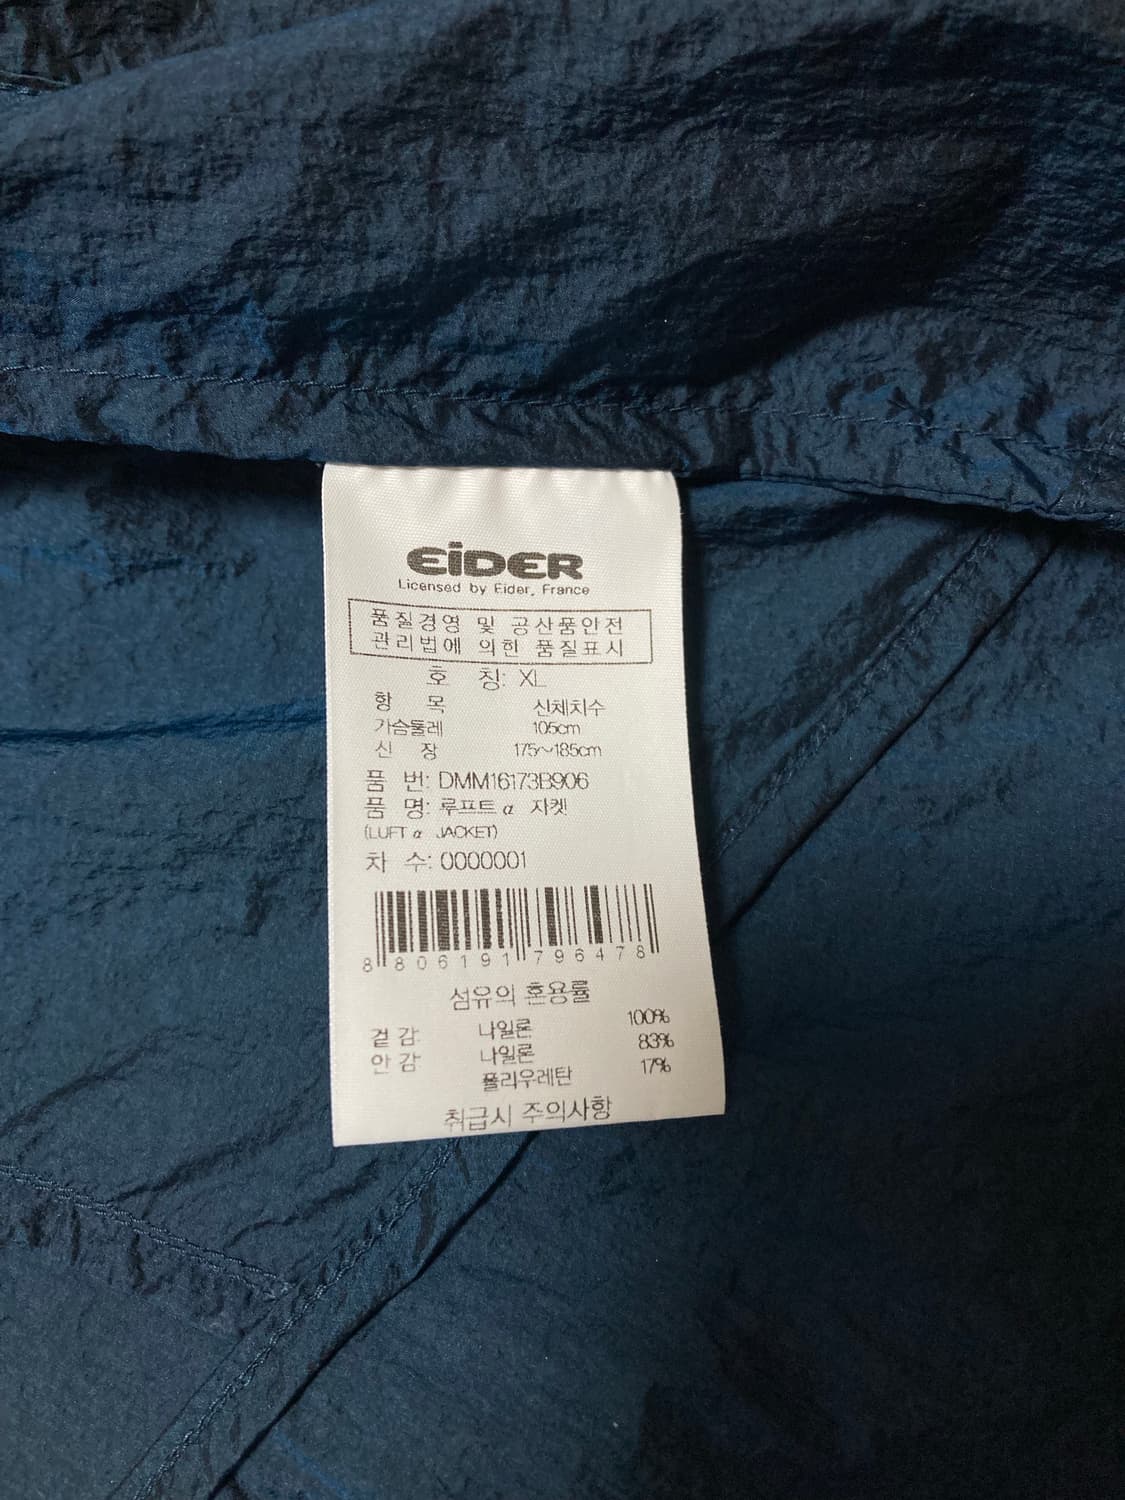 EiDER
Licensed by Eider, France
품질경영 및 공산품안전
관리법에 의한 품질표시
호 칭: XL
항 목 신체치수
가슴둘레 105cm
신 장 175~185cm
품 번: DMM16173B906
품 명: 루프트 α 자켓
(LUFT α JACKET)
차 수: 0000001
8 806191 796478
섬유의 혼용률
겉감 나일론 100%
안감 나일론 83%
폴리우레탄 17%
취급시 주의사항